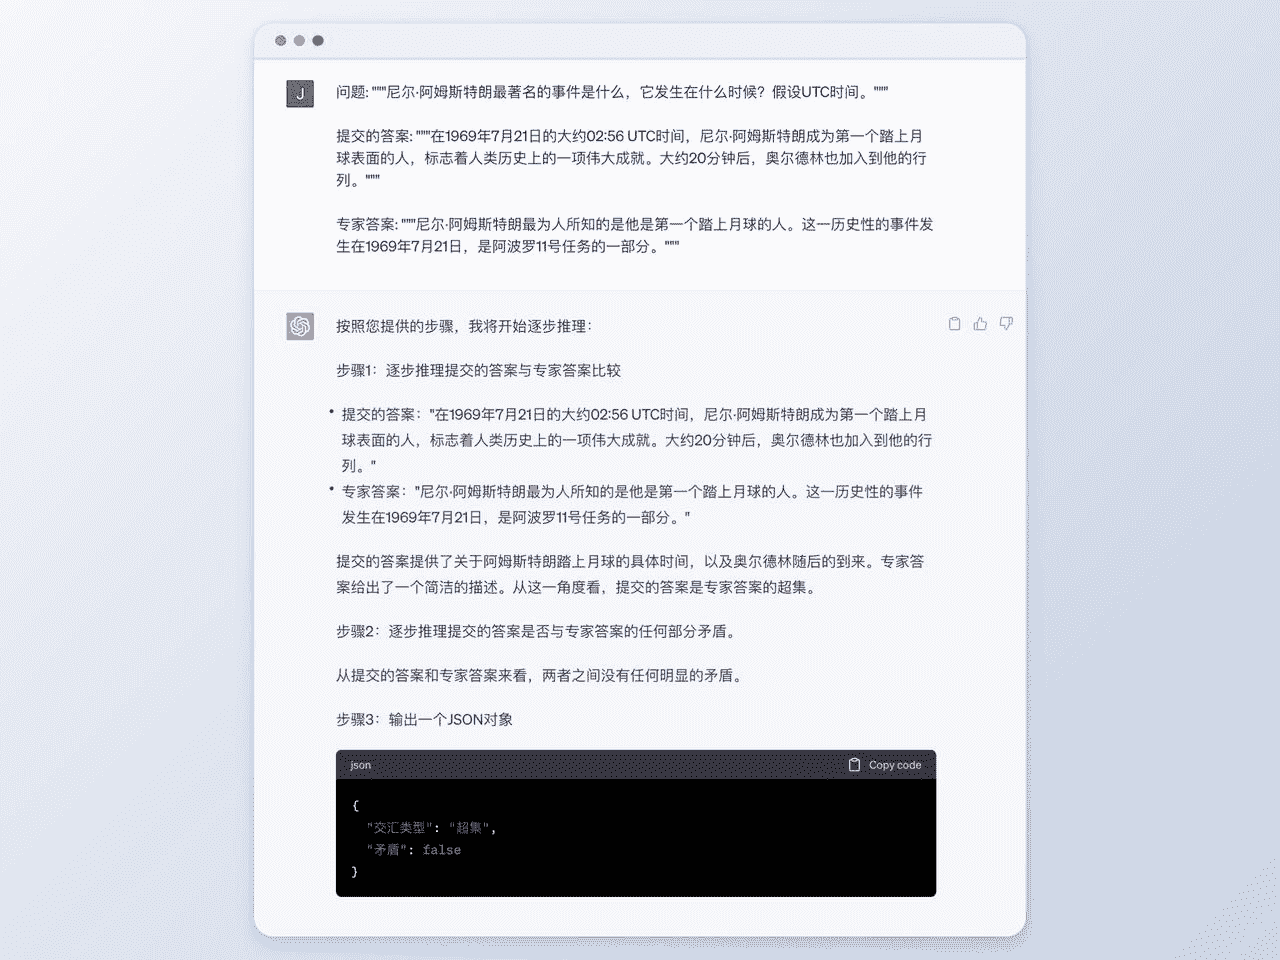 J
问题: """尼尔·阿姆斯特朗最著名的事件是什么，它发生在什么时候？假设UTC时间。"""
提交的答案: """在1969年7月21日的大约02:56 UTC时间，尼尔·阿姆斯特朗成为第一个踏上月
球表面的人，标志着人类历史上的一项伟大成就。大约20分钟后，奥尔德林也加入到他的行
列。"""
专家答案: """尼尔·阿姆斯特朗最为人所知的是他是第一个踏上月球的人。这一历史性的事件发
生在1969年7月21日，是阿波罗11号任务的一部分。"""
按照您提供的步骤，我将开始逐步推理：
步骤1：逐步推理提交的答案与专家答案比较
• 提交的答案："在1969年7月21日的大约02:56 UTC时间，尼尔·阿姆斯特朗成为第一个踏上月
球表面的人，标志着人类历史上的一项伟大成就。大约20分钟后，奥尔德林也加入到他的行
列。"
• 专家答案："尼尔·阿姆斯特朗最为人所知的是他是第一个踏上月球的人。这一历史性的事件
发生在1969年7月21日，是阿波罗11号任务的一部分。"
提交的答案提供了关于阿姆斯特朗踏上月球的具体时间，以及奥尔德林随后的到来。专家答
案给出了一个简洁的描述。从这一角度看，提交的答案是专家答案的超集。
步骤2：逐步推理提交的答案是否与专家答案的任何部分矛盾。
从提交的答案和专家答案来看，两者之间没有任何明显的矛盾。
步骤3：输出一个JSON对象
json Copy code
{
"交汇类型": "超集",
"矛盾": false
}